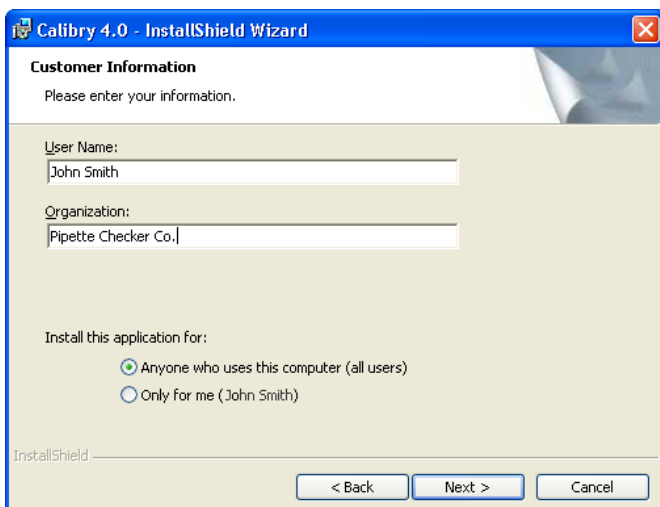 Calibry 4.0 - InstallShield Wizard
Customer Information
Please enter your information.
User Name:
John Smith
Organization:
Pipette Checker Co.
Install this application for:
Anyone who uses this computer (all users)
Only for me (John Smith)
InstallShield
< Back Next > Cancel